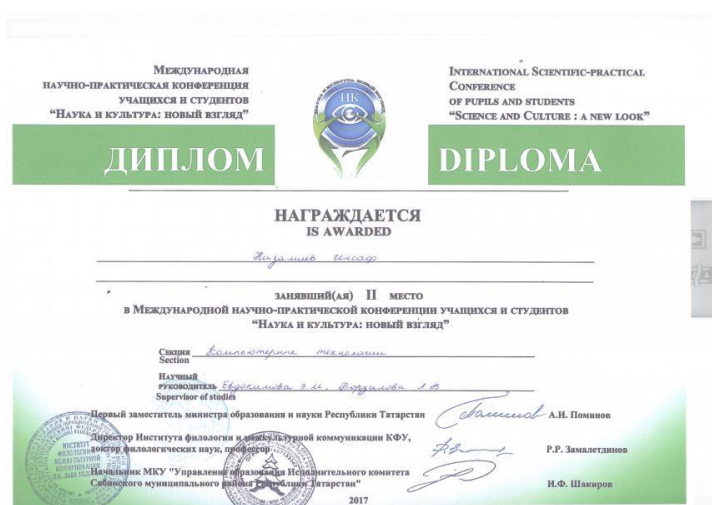 Международная
научно-практическая конференция
учащихся и студентов
“Наука и культура: новый взгляд”
International Scientific-practical
Conference
of pupils and students
“Science and Culture : a new look”
НК
ДИПЛОМ
DIPLOMA
НАГРАЖДАЕТСЯ
IS AWARDED
Низамиев Инсаф
занявший(ая) II место
в Международной научно-практической конференции учащихся и студентов
“Наука и культура: новый взгляд”
Секция Компьютерные технологии
Section
Научный
руководитель Евдокимова
Supervisor of studies
Первый заместитель министра образования и науки Республики Татарстан А.И. Поминов
Директор Института филологии и межкультурной коммуникации КФУ,
доктор филологических наук, профессор Р.Р. Замалетдинов
Начальник МКУ "Управление образования Исполнительного комитета
Сабинского муниципального района Республики Татарстан" И.Ф. Шакиров
2017